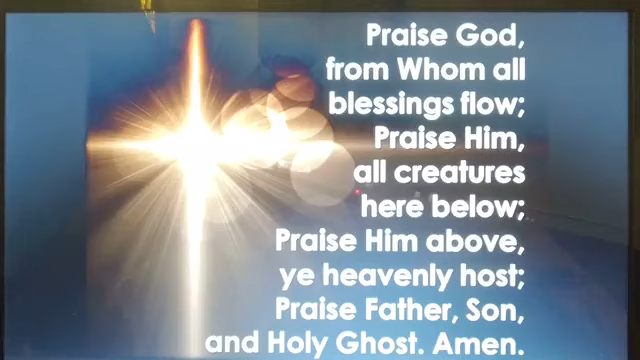 Praise God,
from Whom all
blessings flow;
Praise Him,
all creatures
here below;
Praise Him above,
ye heavenly host;
Praise Father, Son,
and Holy Ghost. Amen.